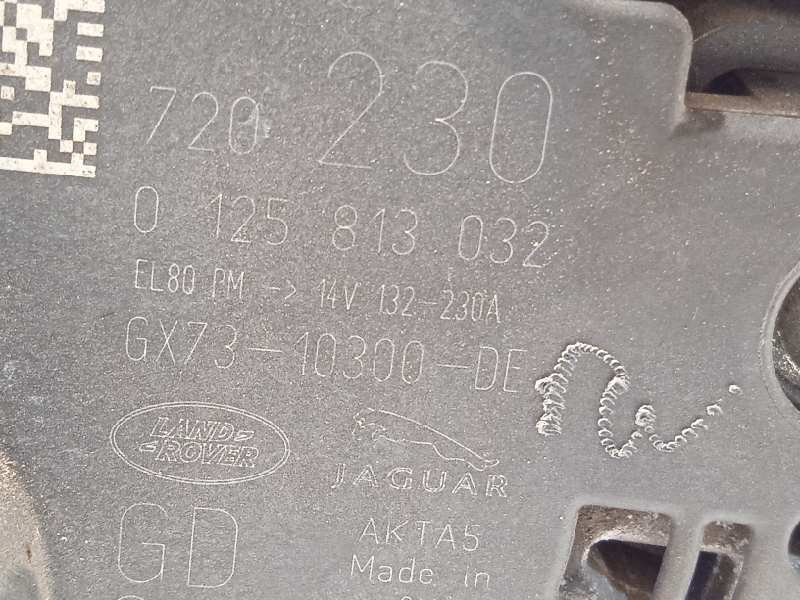 720 230
0 125 813 032
EL80 PM -> 14V 132-230A
GX73-10300-DE
LAND-
-ROVER
JAGUAR
GD
AKTA5
Made in